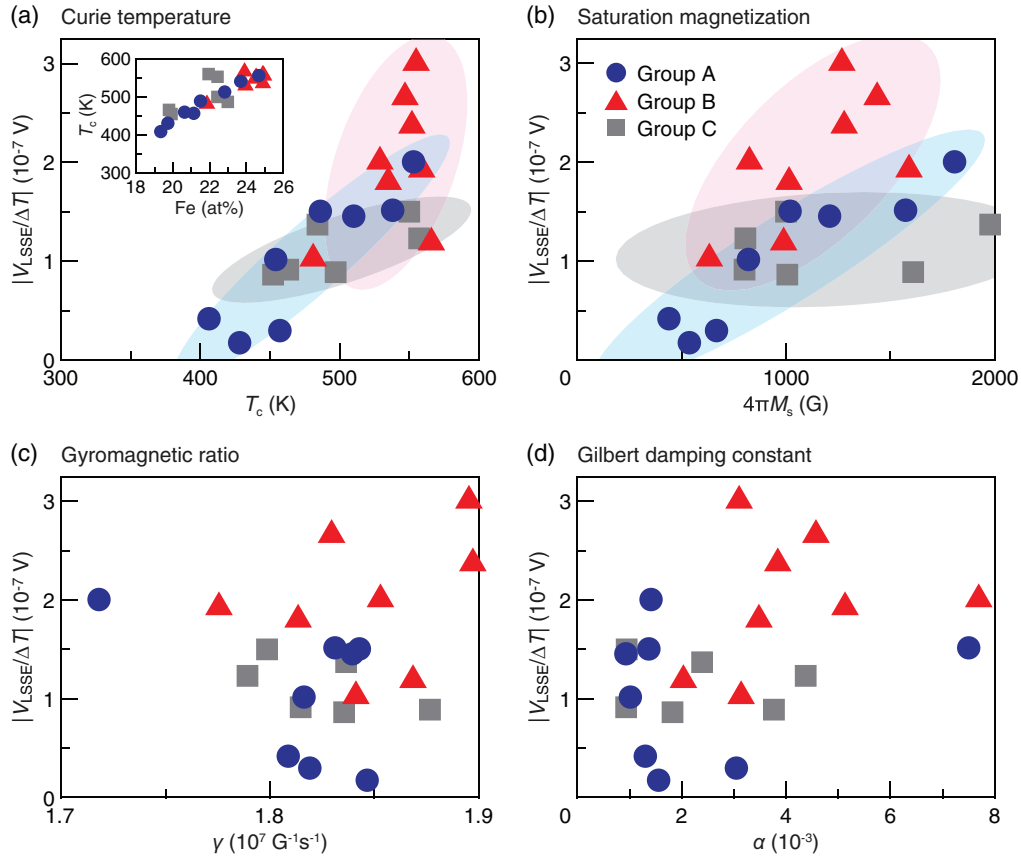 (a) Curie temperature
|V_LSSE/ΔT| (10⁻⁷ V)
3
2
1
0
300
400
500
600
T_c (K)
T_c (K)
600
500
400
300
18
20
22
24
26
Fe (at%)
(b) Saturation magnetization
|V_LSSE/ΔT| (10⁻⁷ V)
3
2
1
0
0
1000
2000
4πM_s (G)
Group A
Group B
Group C
(c) Gyromagnetic ratio
|V_LSSE/ΔT| (10⁻⁷ V)
3
2
1
0
1.7
1.8
1.9
γ (10⁷ G⁻¹s⁻¹)
(d) Gilbert damping constant
|V_LSSE/ΔT| (10⁻⁷ V)
3
2
1
0
0
2
4
6
8
α (10⁻³)